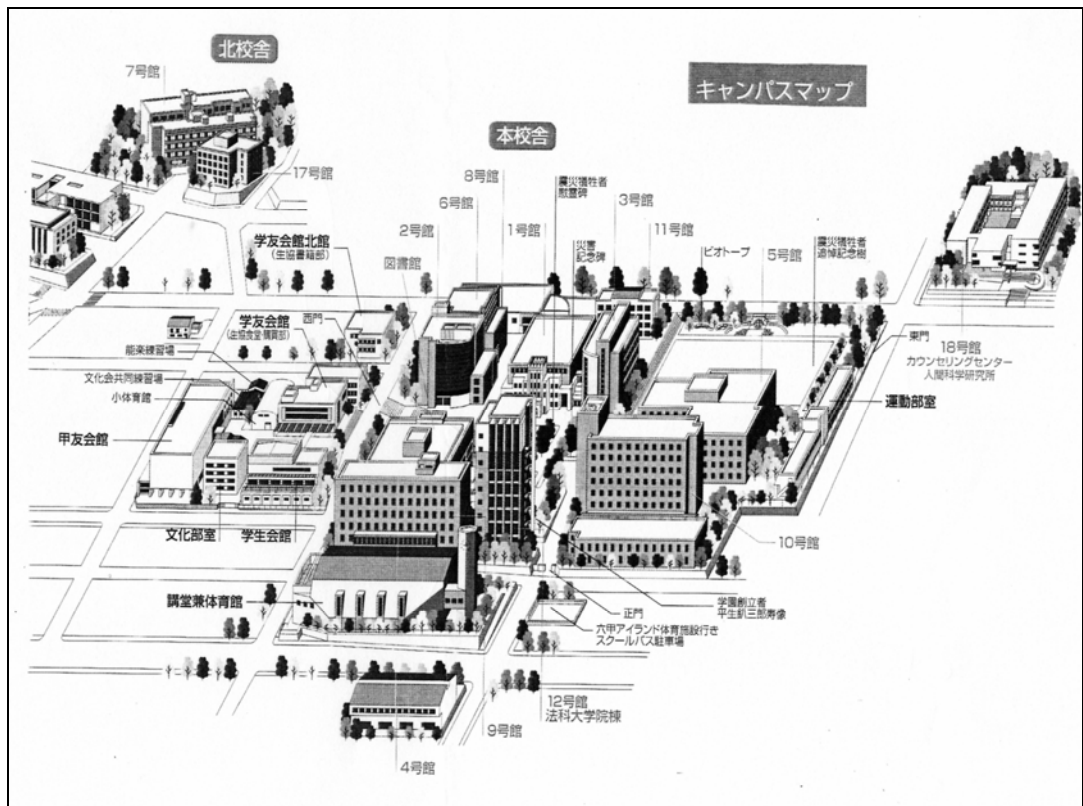 北校舎
7号館
キャンパスマップ
本校舎
17号館
8号館
震災犠牲者
慰霊碑
6号館
3号館
学友会館北館
(生協書籍部)
2号館
1号館
災害
記念碑
11号館
ビオトープ
5号館
震災犠牲者
追悼記念樹
図書館
学友会館
(生協食堂・購買部)
西門
東門
18号館
カウンセリングセンター
人間科学研究所
能楽練習場
文化会共同練習場
小体育館
運動部室
甲友会館
文化部室
学生会館
10号館
講堂兼体育館
正門
学園創立者
平生釟三郎寿像
六甲アイランド体育施設行き
スクールバス駐車場
12号館
法科大学院棟
9号館
4号館